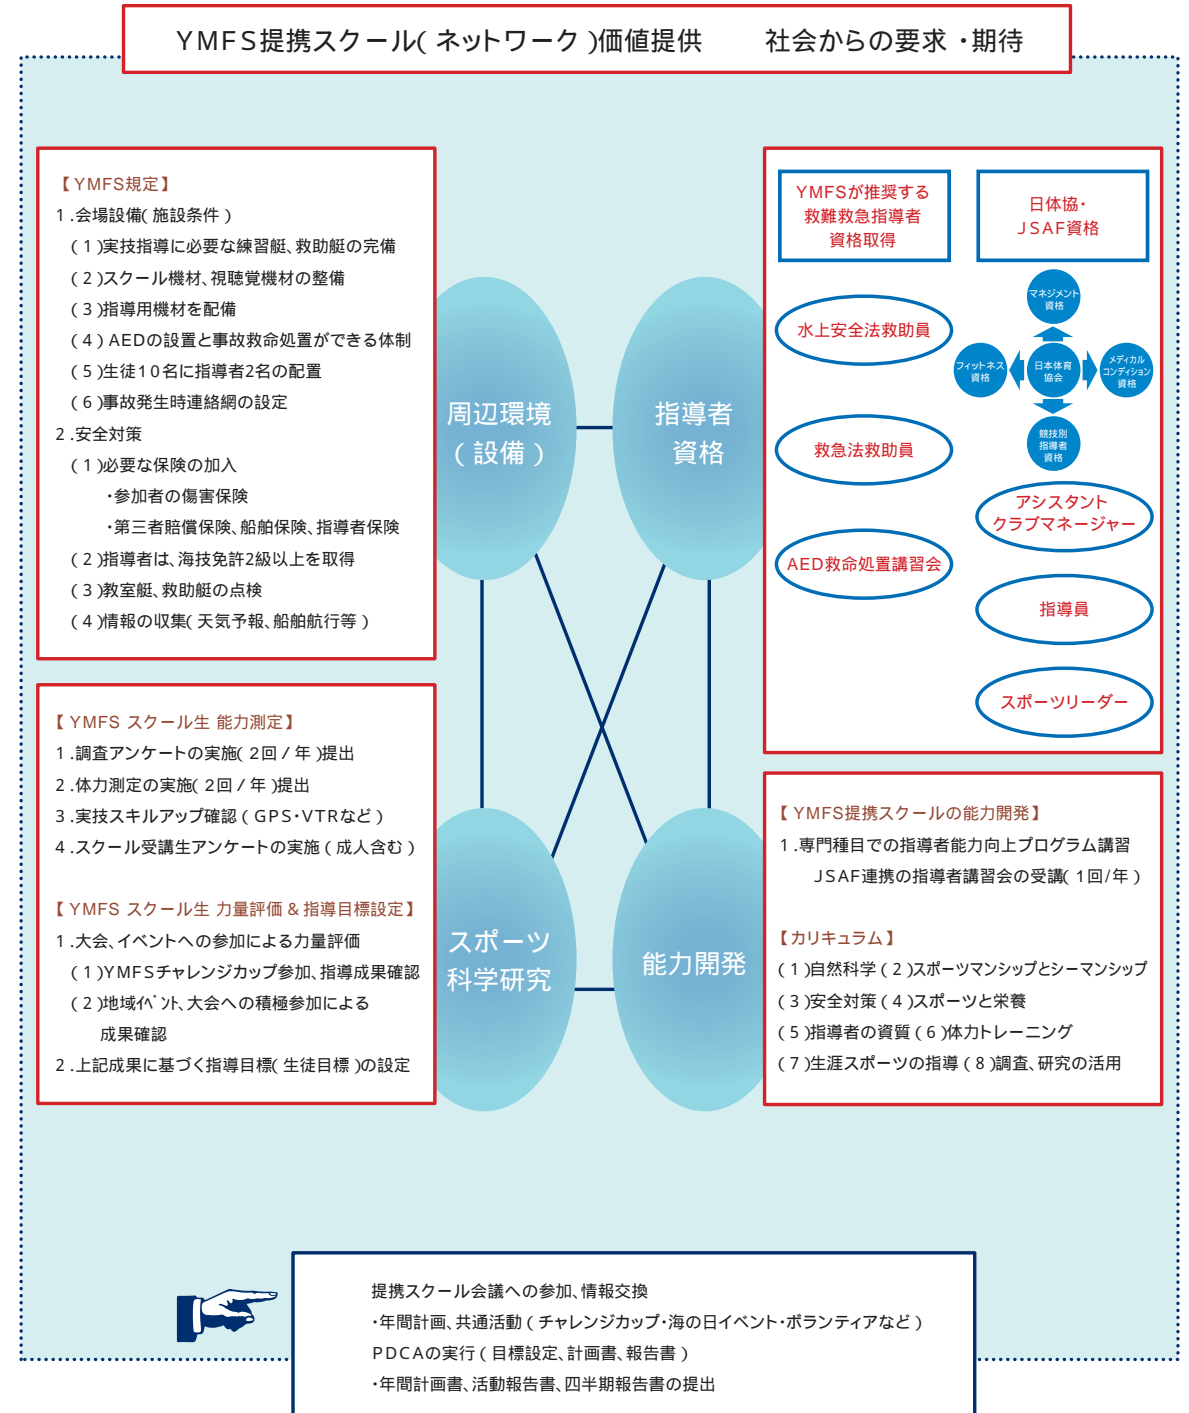 YMFS提携スクール(ネットワーク)価値提供　　社会からの要求・期待
【YMFS規定】
1.会場設備(施設条件)
(1)実技指導に必要な練習艇、救助艇の完備
(2)スクール機材、視聴覚機材の整備
(3)指導用機材を配備
(4)AEDの設置と事故救命処置ができる体制
(5)生徒10名に指導者2名の配置
(6)事故発生時連絡網の設定
2.安全対策
(1)必要な保険の加入
・参加者の傷害保険
・第三者賠償保険、船舶保険、指導者保険
(2)指導者は、海技免許2級以上を取得
(3)教室艇、救助艇の点検
(4)情報の収集(天気予報、船舶航行等)
周辺環境
(設備)
指導者
資格
YMFSが推奨する
救難救急指導者
資格取得
水上安全法救助員
救急法救助員
AED救命処置講習会
日体協・
JSAF資格
マネジメント
資格
フィットネス
資格
日本体育
協会
メディカル
コンディション
資格
競技別
指導者
資格
アシスタント
クラブマネージャー
指導員
スポーツリーダー
【YMFS スクール生 能力測定】
1.調査アンケートの実施(2回/年)提出
2.体力測定の実施(2回/年)提出
3.実技スキルアップ確認(GPS・VTRなど)
4.スクール受講生アンケートの実施(成人含む)
【YMFS スクール生 力量評価&指導目標設定】
1.大会、イベントへの参加による力量評価
(1)YMFSチャレンジカップ参加、指導成果確認
(2)地域イベント、大会への積極参加による
成果確認
2.上記成果に基づく指導目標(生徒目標)の設定
スポーツ
科学研究
能力開発
【YMFS提携スクールの能力開発】
1.専門種目での指導者能力向上プログラム講習
JSAF連携の指導者講習会の受講(1回/年)
【カリキュラム】
(1)自然科学(2)スポーツマンシップとシーマンシップ
(3)安全対策(4)スポーツと栄養
(5)指導者の資質(6)体力トレーニング
(7)生涯スポーツの指導(8)調査、研究の活用
提携スクール会議への参加、情報交換
・年間計画、共通活動(チャレンジカップ・海の日イベント・ボランティアなど)
PDCAの実行(目標設定、計画書、報告書)
・年間計画書、活動報告書、四半期報告書の提出